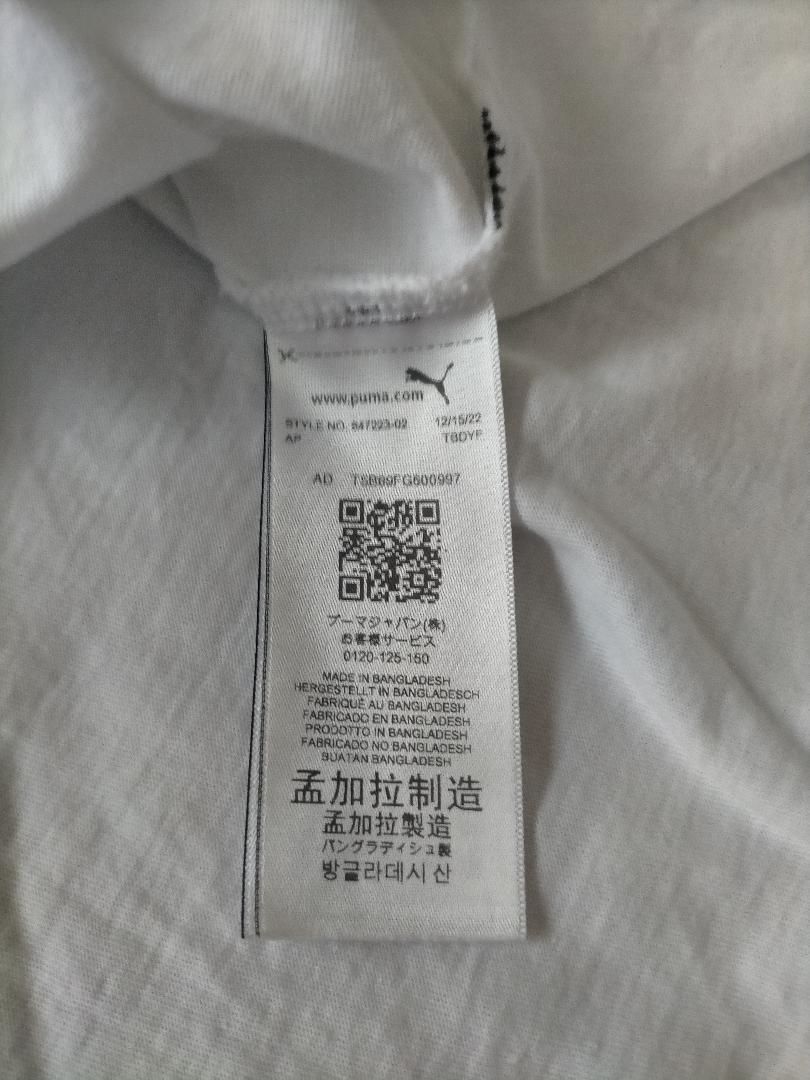 www.puma.com
STYLE NO. 847223-02 12/15/22
AP TBDYF
AD TSB89FG600997
プーマジャパン(株)
お客様サービス
0120-125-150
MADE IN BANGLADESH
HERGESTELLT IN BANGLADESCH
FABRIQUÉ AU BANGLADESH
FABRICADO EN BANGLADESH
PRODOTTO IN BANGLADESH
FABRICADO NO BANGLADESH
BUATAN BANGLADESH
孟加拉制造
孟加拉製造
バングラディシュ製
방글라데시 산